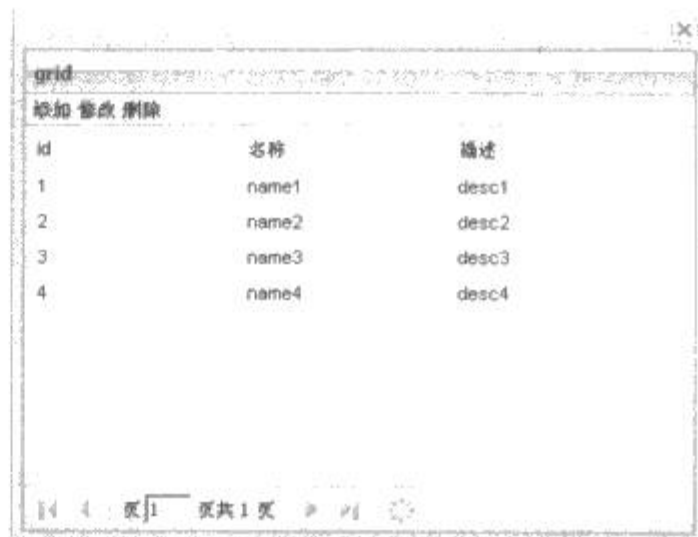 grid
添加 修改 删除
id 名称 描述
1 name1 desc1
2 name2 desc2
3 name3 desc3
4 name4 desc4
页 1 页共 1 页